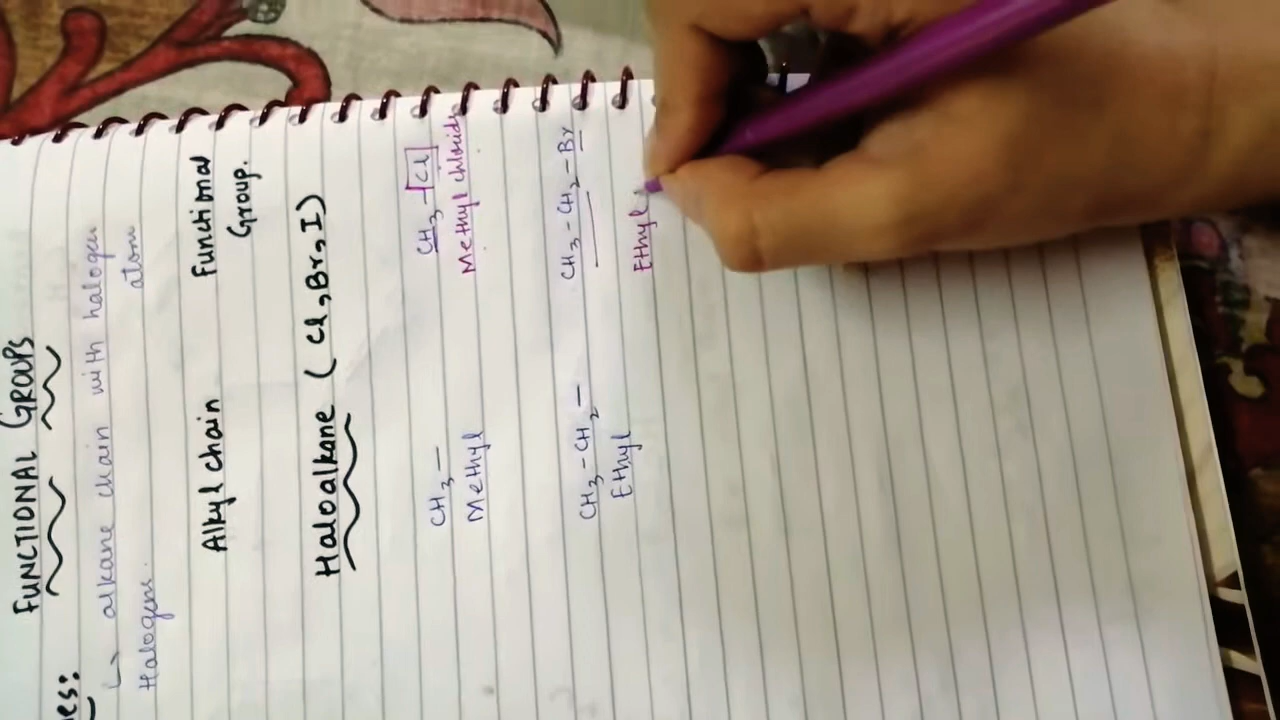 FUNCTIONAL GROUPS
es:
↳ alkane chain with halogen atom
Halogens.
Alkyl chain Functional Group.
Haloalkane ( Cl, Br, I )
CH3 – CH3 – Cl
Methyl Methyl chloride
CH3 - CH2 – CH3 - CH2 - Br
Ethyl Ethyl